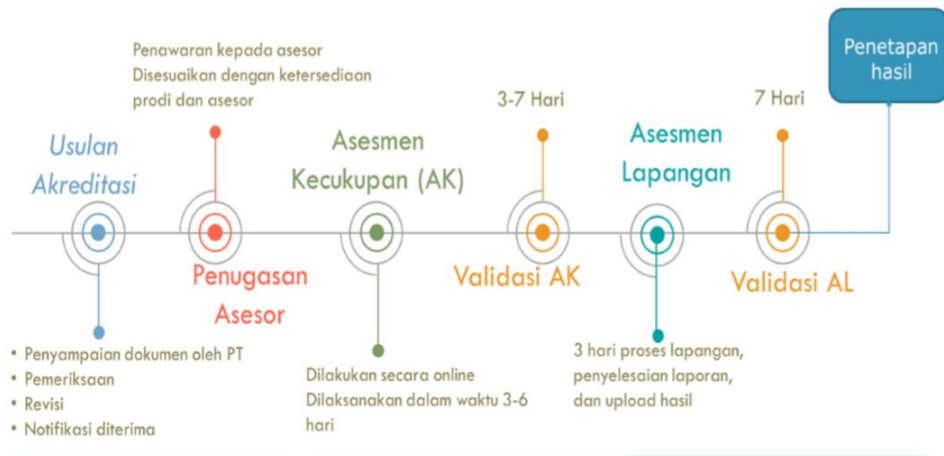 Penawaran kepada asesor
Disesuaikan dengan ketersediaan
prodi dan asesor
Penetapan
hasil
3-7 Hari
7 Hari
Usulan
Akreditasi
Asesmen
Kecukupan (AK)
Asesmen
Lapangan
Penugasan
Asesor
Validasi AK
Validasi AL
• Penyampaian dokumen oleh PT
• Pemeriksaan
• Revisi
• Notifikasi diterima
Dilakukan secara online
Dilaksanakan dalam waktu 3-6
hari
3 hari proses lapangan,
penyelesaian laporan,
dan upload hasil